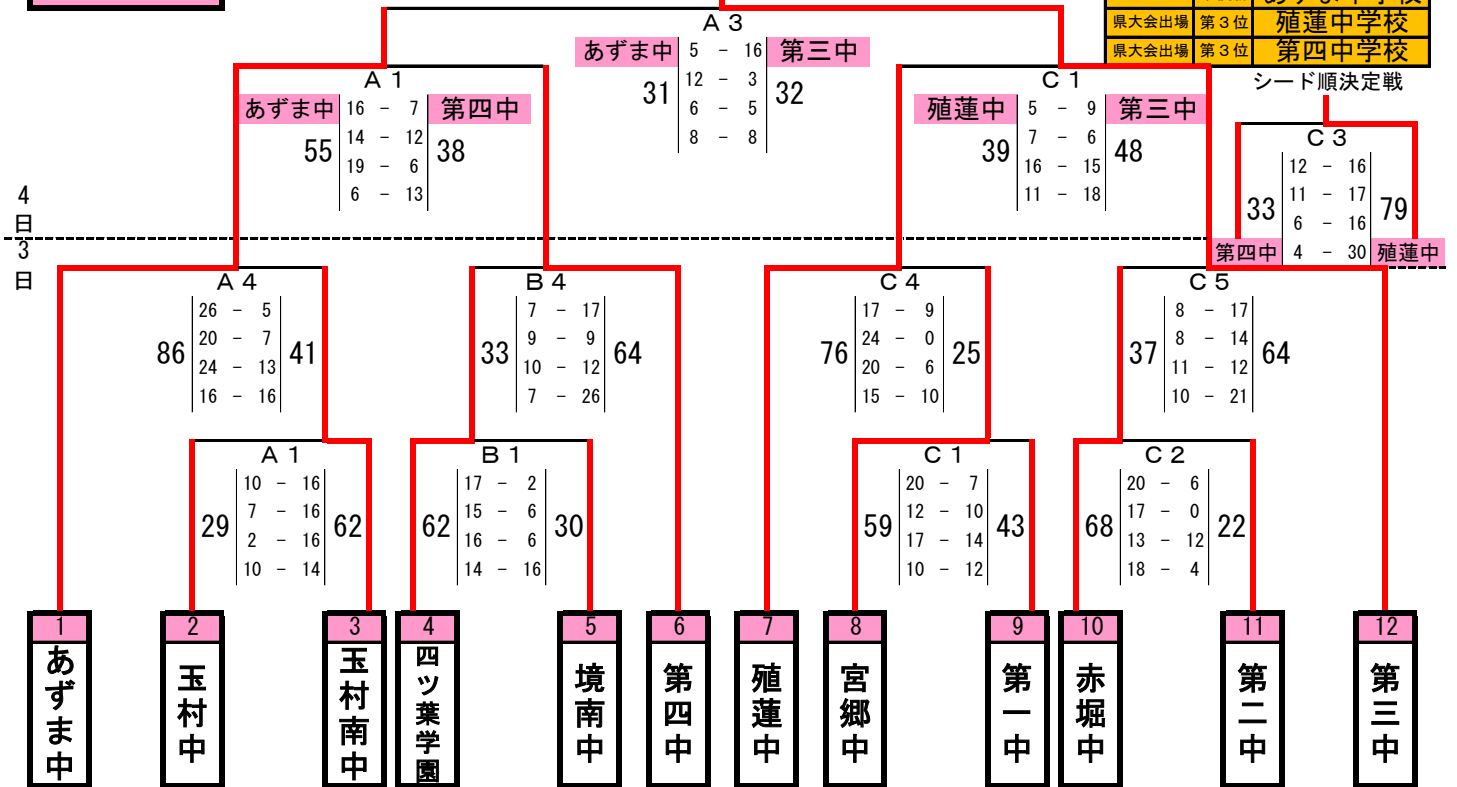 県大会出場 第3位 殖蓮中学校
県大会出場 第3位 第四中学校
A3
あずま中 5 - 16 第三中
31 12 - 3 32
6 - 5
8 - 8
A1
あずま中 16 - 7 第四中
55 14 - 12 38
19 - 6
6 - 13
C1
殖蓮中 5 - 9 第三中
39 7 - 6 48
16 - 15
11 - 18
シード順決定戦
C3
12 - 16
33 11 - 17 79
6 - 16
第四中 4 - 30 殖蓮中
4日
3日
A4
26 - 5
86 20 - 7 41
24 - 13
16 - 16
B4
7 - 17
33 9 - 9 64
10 - 12
7 - 26
C4
17 - 9
76 24 - 0 25
20 - 6
15 - 10
C5
8 - 17
37 8 - 14 64
11 - 12
10 - 21
A1
10 - 16
29 7 - 16 62
2 - 16
10 - 14
B1
17 - 2
62 15 - 6 30
16 - 6
14 - 16
C1
20 - 7
59 12 - 10 43
17 - 14
10 - 12
C2
20 - 6
68 17 - 0 22
13 - 12
18 - 4
1 あずま中
2 玉村中
3 玉村南中
4 四ツ葉学園
5 境南中
6 第四中
7 殖蓮中
8 宮郷中
9 第一中
10 赤堀中
11 第二中
12 第三中